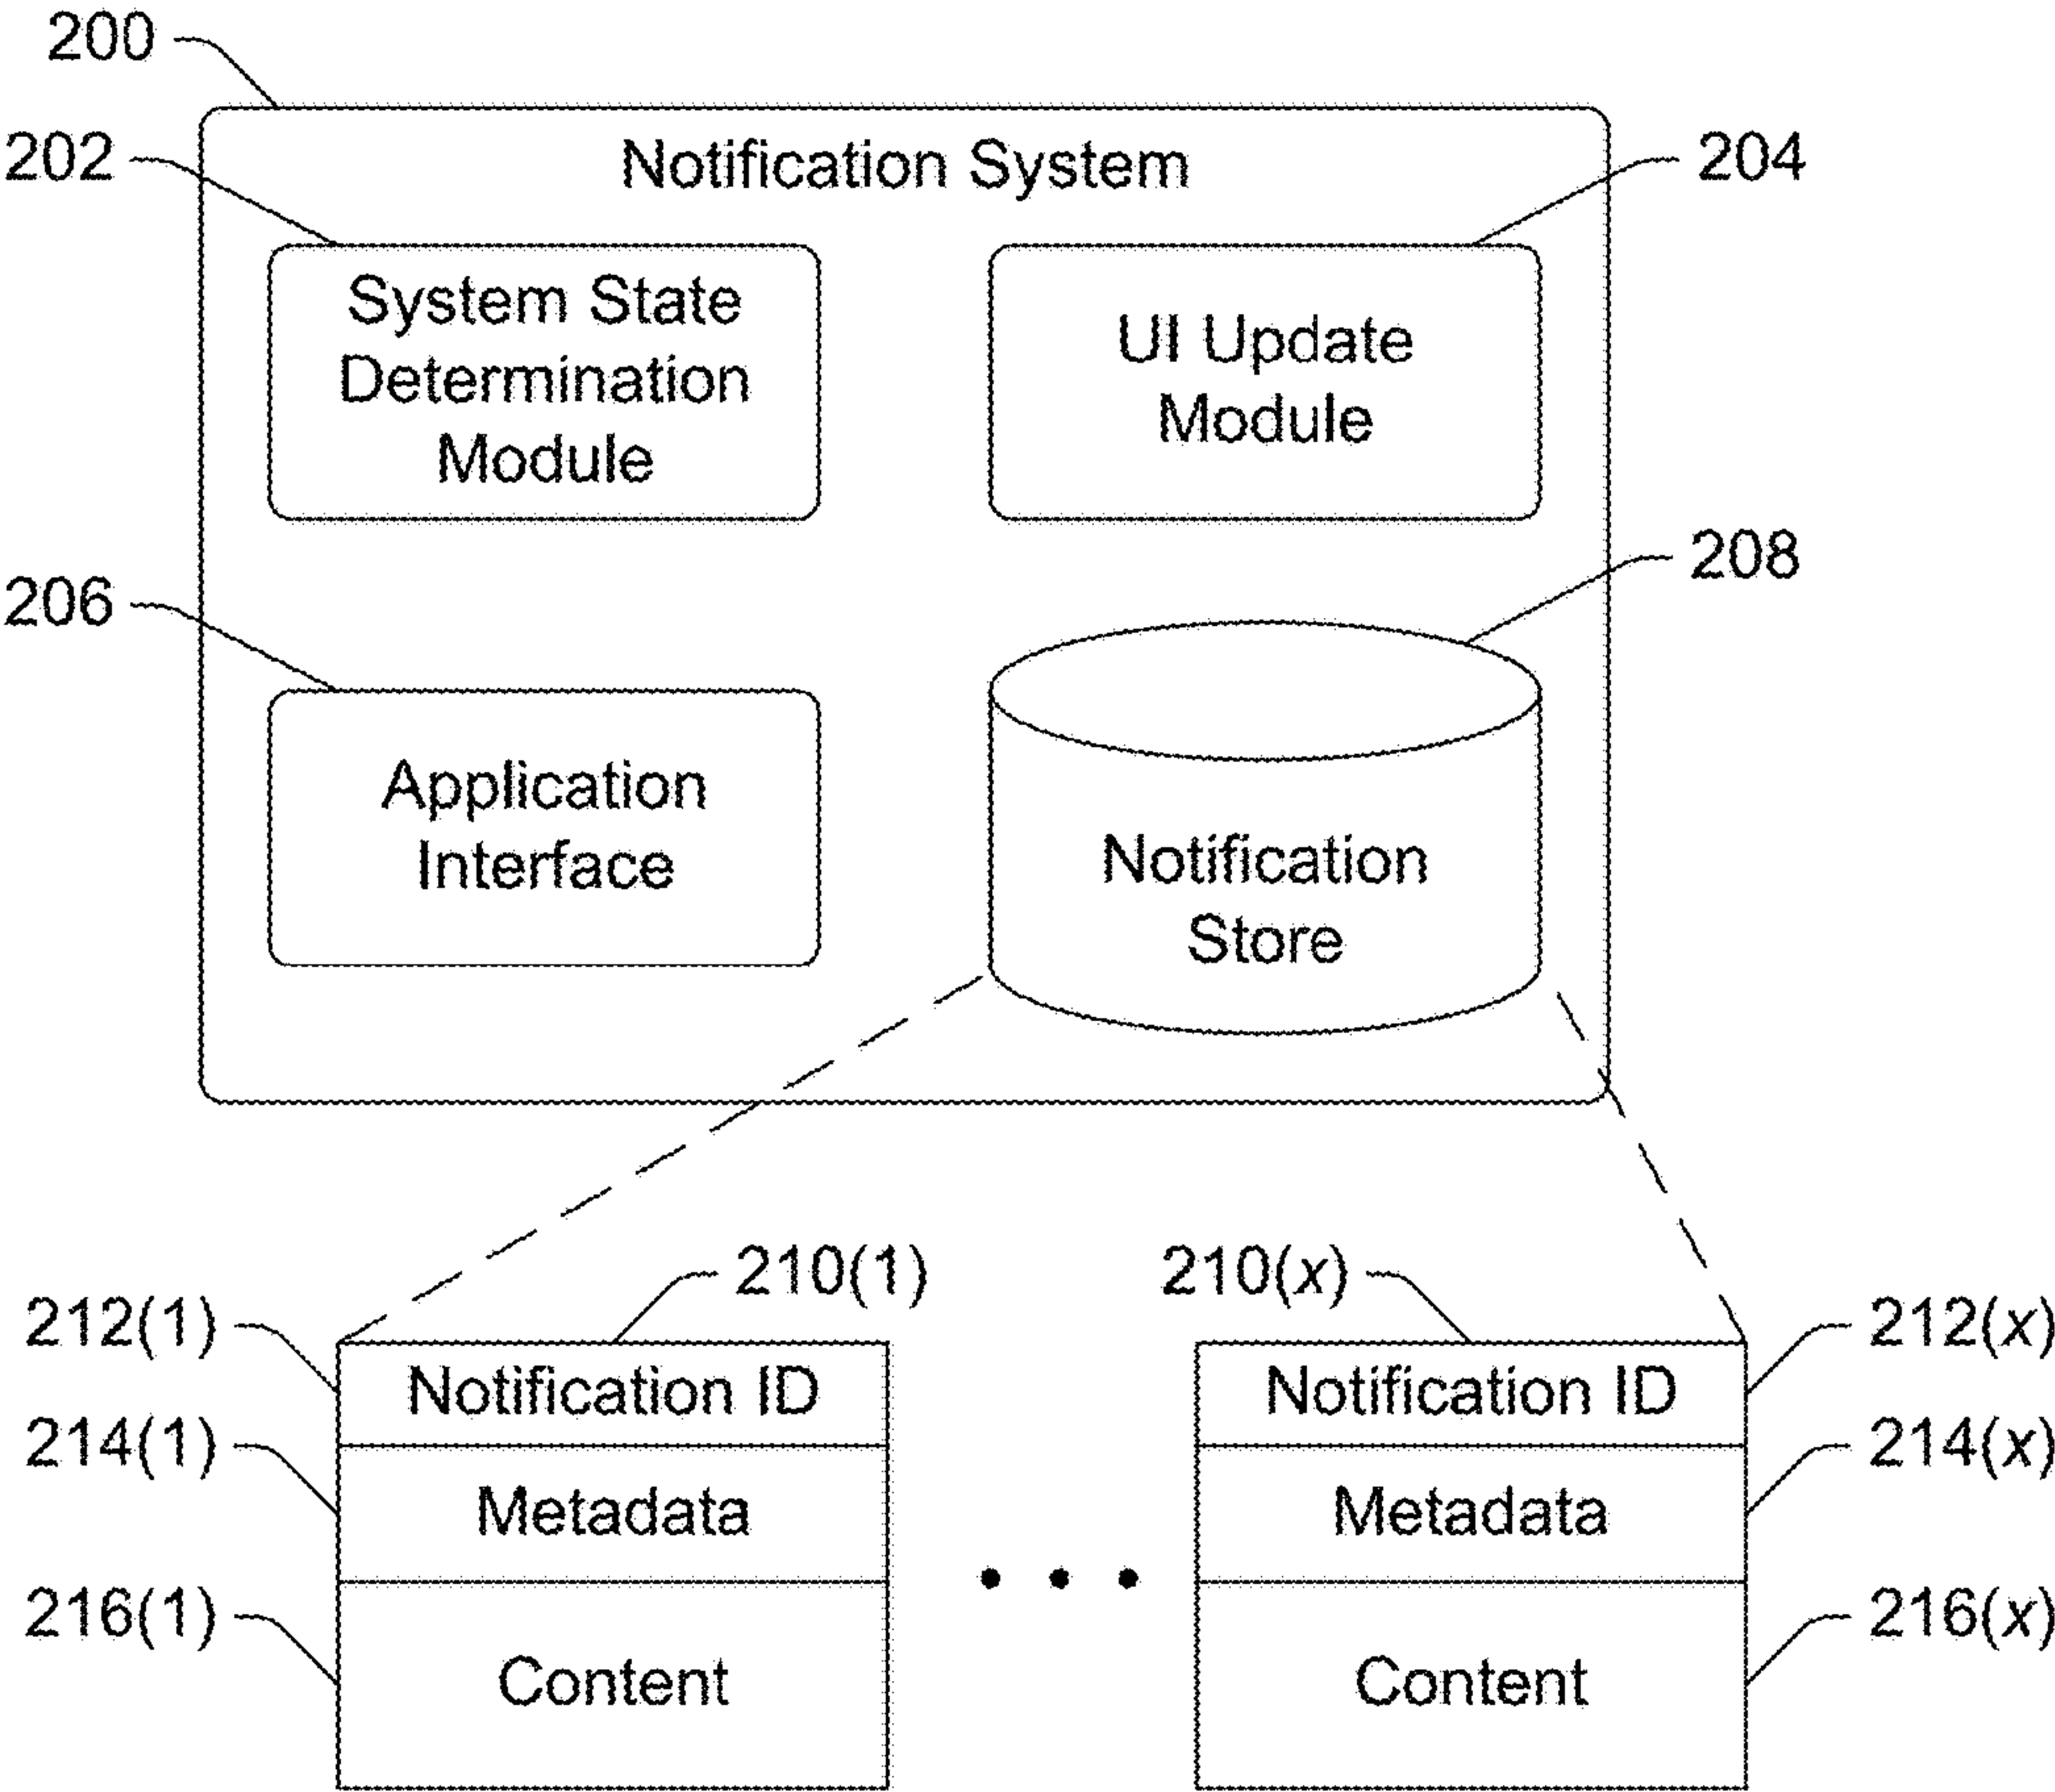 200
Notification System
202
204
System State
Determination
Module
UI Update
Module
206
208
Application
Interface
Notification
Store
210(1)
210(x)
212(1)
Notification ID
Notification ID
212(x)
214(1)
Metadata
Metadata
214(x)
216(1)
Content
Content
216(x)